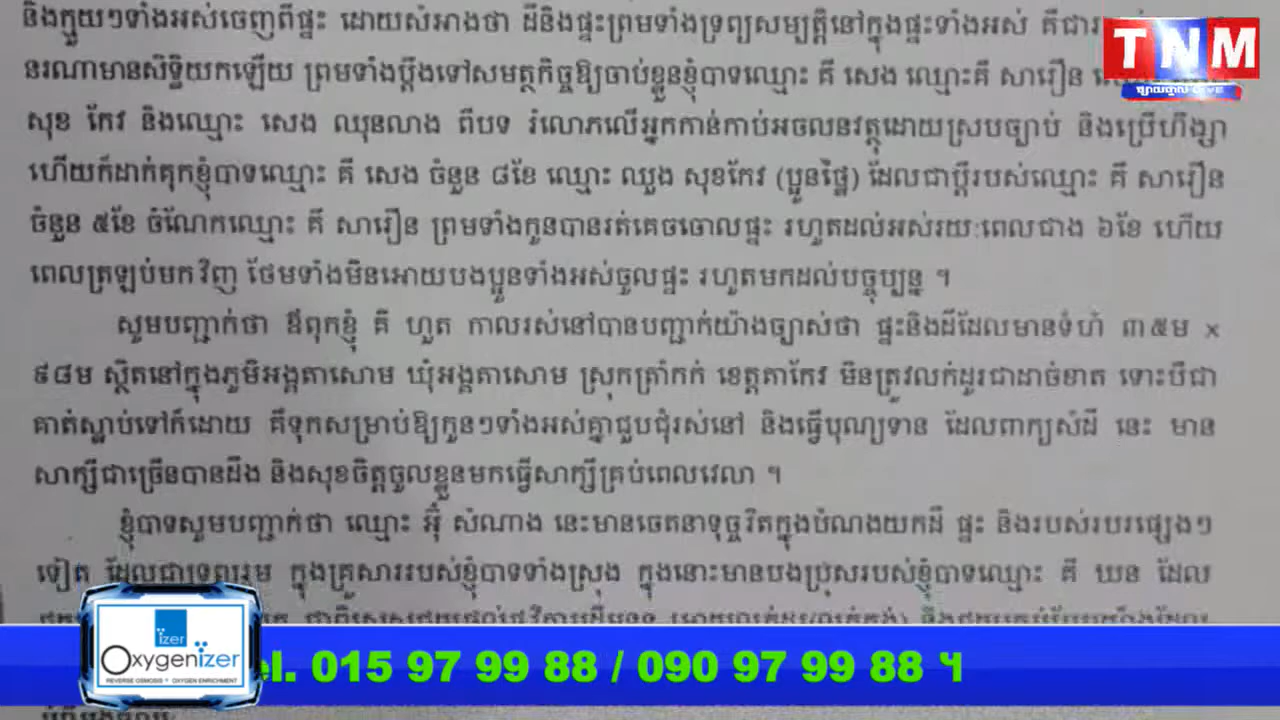 និងក្មួយៗទាំងអស់ចេញពីផ្ទះ ដោយសំអាងថា ដីនិងផ្ទះព្រមទាំងទ្រព្យសម្បត្តិនៅក្នុងផ្ទះទាំងអស់ គឺជា
TNM
នរណាមានសិទ្ធិយកឡើយ ព្រមទាំងប្ដឹងទៅសមត្ថកិច្ចឱ្យចាប់ខ្លួនខ្ញុំបាទឈ្មោះ គី សេង ឈ្មោះគី សារឿន
ច្បាយផ្ទាល់ LIVE
សុខ កែវ និងឈ្មោះ សេង ឈុនលាង ពីបទ រំលោភលើអ្នកកាន់កាប់អចលនវត្ថុដោយស្របច្បាប់ និងប្រើហឹង្សា
ហើយក៏ដាក់គុកខ្ញុំបាទឈ្មោះ គី សេង ចំនួន ៨ខែ ឈ្មោះ ឈួង សុខកែវ (ប្អូនថ្លៃ) ដែលជាប្ដីរបស់ឈ្មោះ គី សារឿន
ចំនួន ៥ខែ ចំណែកឈ្មោះ គី សារឿន ព្រមទាំងកូនបានរត់គេចចោលផ្ទះ រហូតដល់អស់រយៈពេលជាង ៦ខែ ហើយ
ពេលត្រឡប់មកវិញ ថែមទាំងមិនអោយបងប្អូនទាំងអស់ចូលផ្ទះ រហូតមកដល់បច្ចុប្បន្ន ។
សូមបញ្ជាក់ថា ឪពុកខ្ញុំ គី ហួត កាលរស់នៅបានបញ្ជាក់យ៉ាងច្បាស់ថា ផ្ទះនិងដីដែលមានទំហំ ៣៥ម x
៩៨ម ស្ថិតនៅក្នុងភូមិអង្គតាសោម ឃុំអង្គតាសោម ស្រុកត្រាំកក់ ខេត្តតាកែវ មិនត្រូវលក់ដូរជាដាច់ខាត ទោះបីជា
គាត់ស្លាប់ទៅក៏ដោយ គឺទុកសម្រាប់ឱ្យកូនៗទាំងអស់គ្នាជួបជុំរស់នៅ និងធ្វើបុណ្យទាន ដែលពាក្យសំដី នេះ មាន
សាក្សីជាច្រើនបានដឹង និងសុខចិត្តចូលខ្លួនមកធ្វើសាក្សីគ្រប់ពេលវេលា ។
ខ្ញុំបាទសូមបញ្ជាក់ថា ឈ្មោះ អ៊ុំ សំណាង នេះមានចេតនាទុច្ចរិតក្នុងបំណងយកដី ផ្ទះ និងរបស់របរផ្សេងៗ
ទៀត ដែលជាទ្រព្យរួម ក្នុងគ្រួសាររបស់ខ្ញុំបាទទាំងស្រុង ក្នុងនោះមានបងប្រុសរបស់ខ្ញុំបាទឈ្មោះ គី ឃន ដែល
izer
Oxygenizer
REVERSE OSMOSIS + OXYGEN ENRICHMENT
el. 015 97 99 88 / 090 97 99 88 ។